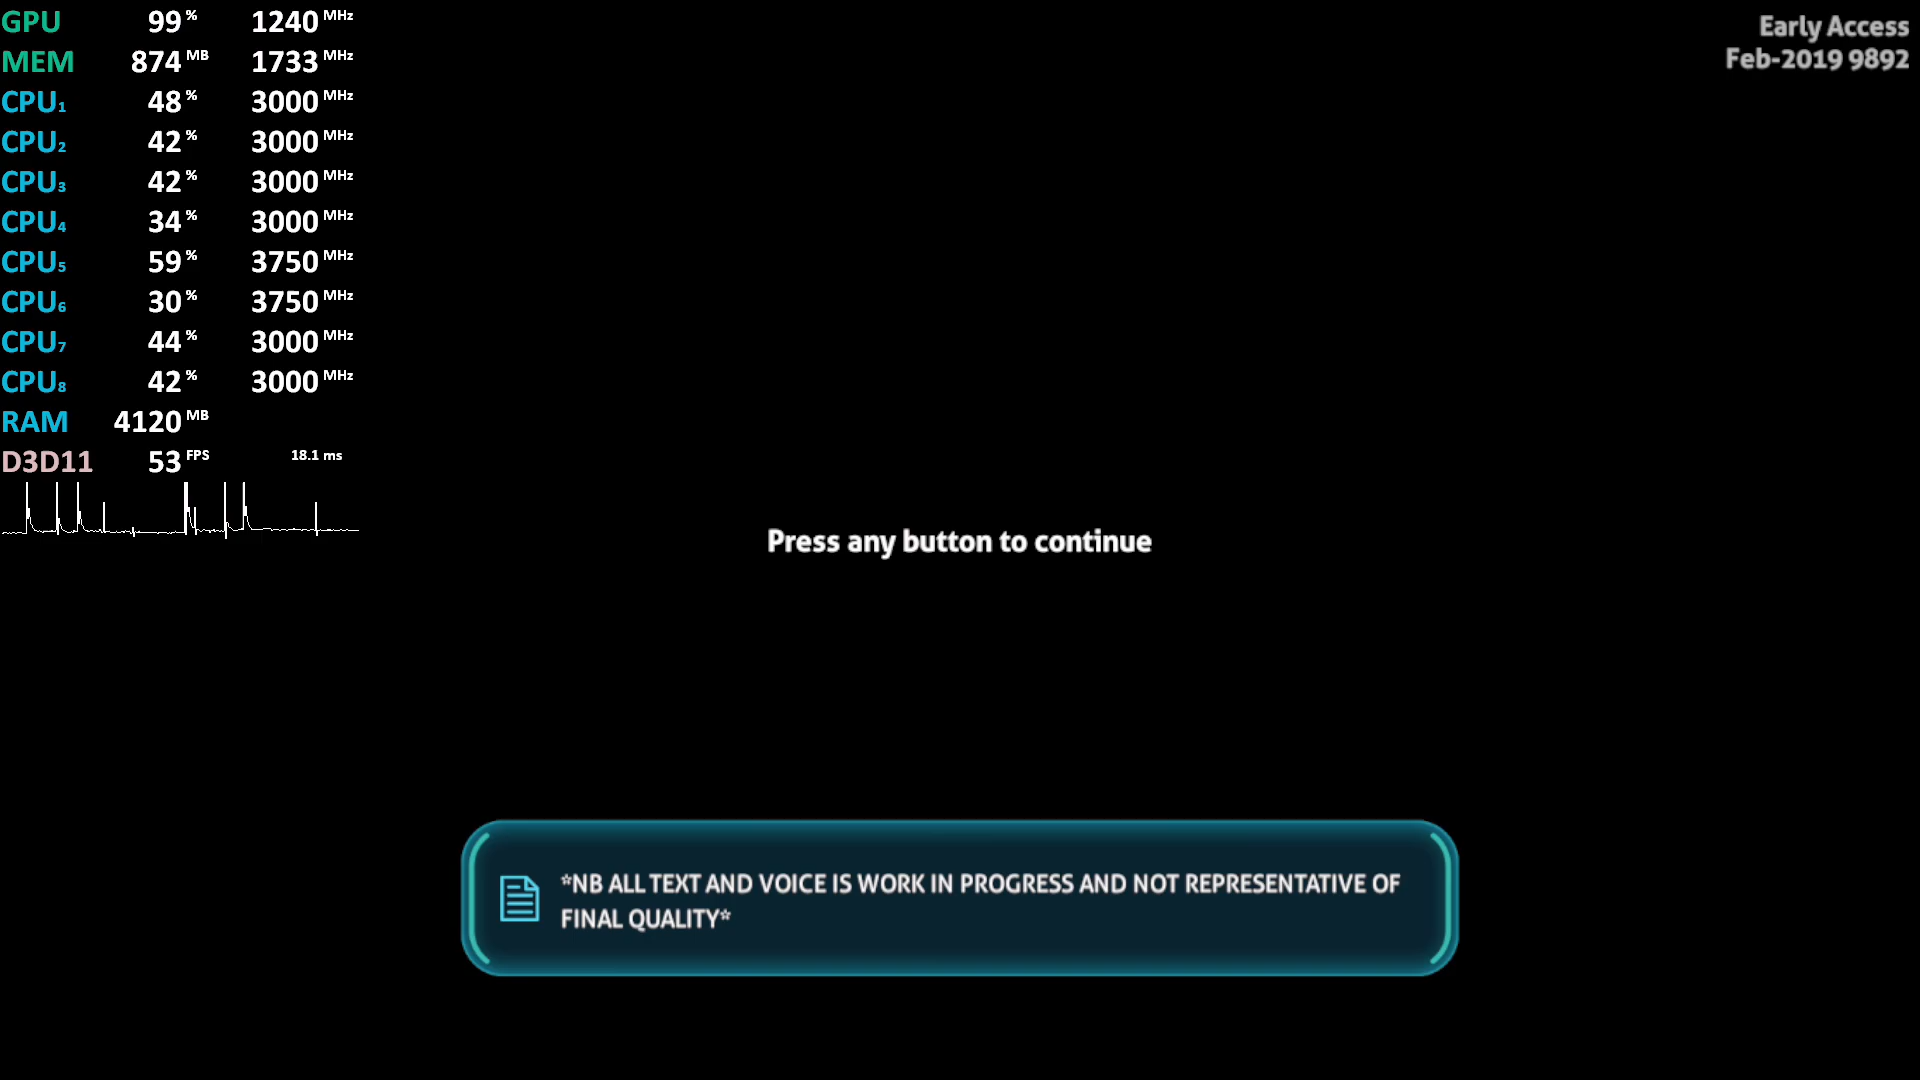 GPU 99 % 1240 MHz
MEM 874 MB 1733 MHz
CPU1 48 % 3000 MHz
CPU2 42 % 3000 MHz
CPU3 42 % 3000 MHz
CPU4 34 % 3000 MHz
CPU5 59 % 3750 MHz
CPU6 30 % 3750 MHz
CPU7 44 % 3000 MHz
CPU8 42 % 3000 MHz
RAM 4120 MB
D3D11 53 FPS 18.1 ms
Early Access
Feb-2019 9892
Press any button to continue
*NB ALL TEXT AND VOICE IS WORK IN PROGRESS AND NOT REPRESENTATIVE OF
FINAL QUALITY*